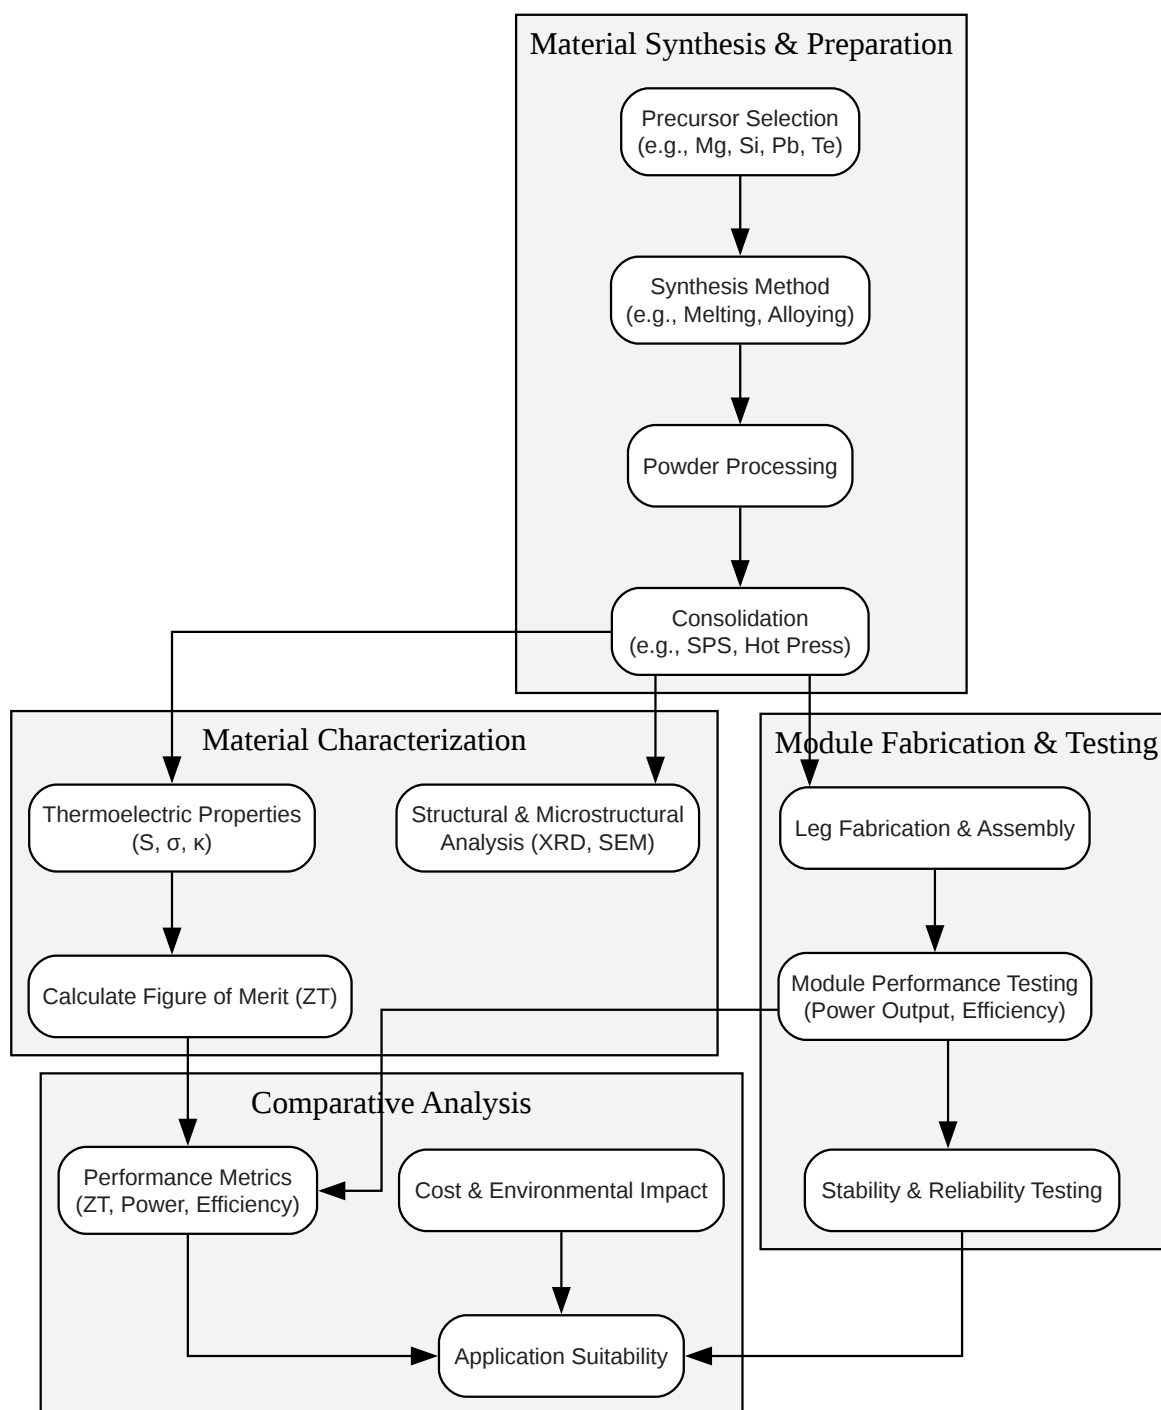 Material Synthesis & Preparation
Precursor Selection
(e.g., Mg, Si, Pb, Te)
Synthesis Method
(e.g., Melting, Alloying)
Powder Processing
Consolidation
(e.g., SPS, Hot Press)
Material Characterization
Thermoelectric Properties
(S, σ, κ)
Structural & Microstructural
Analysis (XRD, SEM)
Calculate Figure of Merit (ZT)
Module Fabrication & Testing
Leg Fabrication & Assembly
Module Performance Testing
(Power Output, Efficiency)
Stability & Reliability Testing
Comparative Analysis
Performance Metrics
(ZT, Power, Efficiency)
Cost & Environmental Impact
Application Suitability